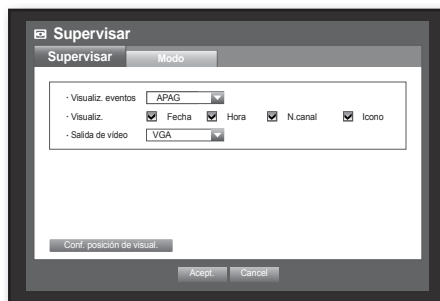 Supervisar
Supervisar Modo
· Visualiz. eventos APAG
· Visualiz. Fecha Hora N.canal Icono
· Salida de vídeo VGA
Conf. posición de visual.
Acept. Cancel